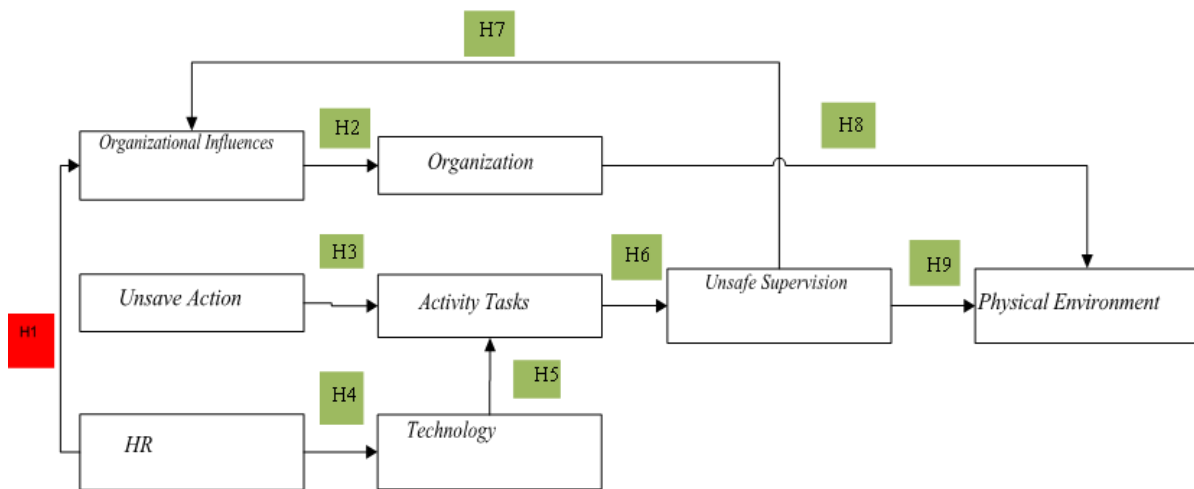 H7
H2
H8
Organizational Influences
Organization
H3
H6
H9
Unsave Action
Activity Tasks
Unsafe Supervision
Physical Environment
H1
H4
H5
HR
Technology